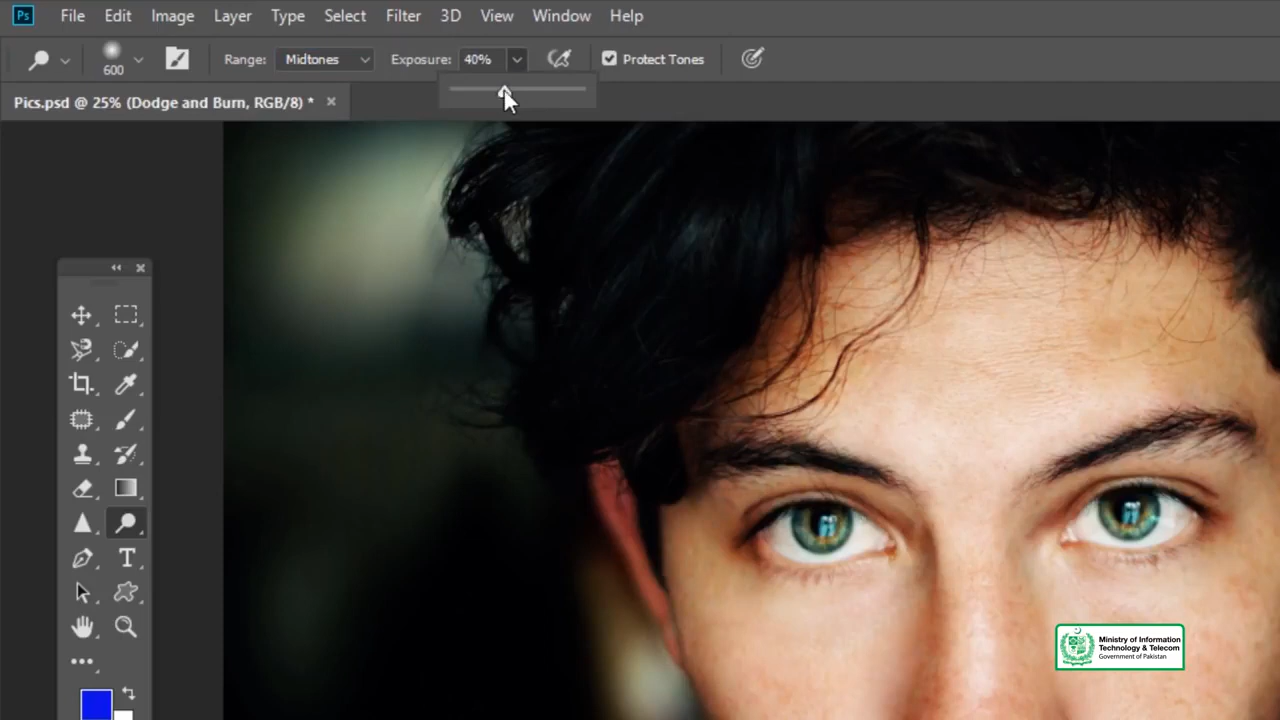 Ps File Edit Image Layer Type Select Filter 3D View Window Help
600 Range: Midtones Exposure: 40% Protect Tones
Pics.psd @ 25% (Dodge and Burn, RGB/8) *
T
Ministry of Information
Technology & Telecom
Government of Pakistan